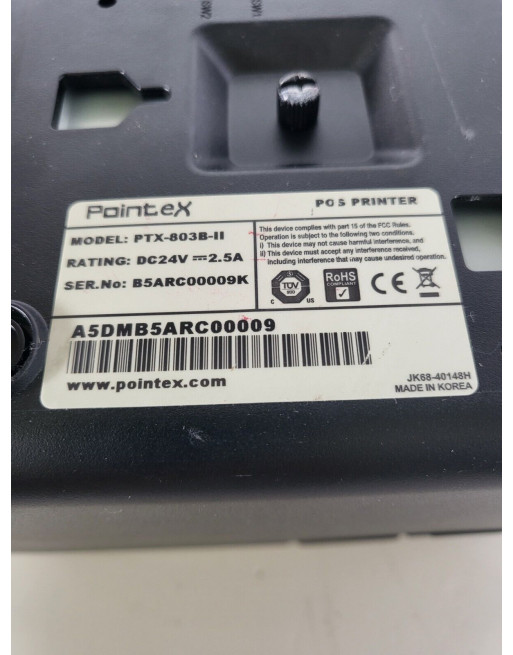 SW2
SW1
Pointex
POS PRINTER
MODEL: PTX-803B-II
RATING: DC24V ⎓ 2.5A
SER.No: B5ARC00009K
This device complies with part 15 of the FCC Rules.
Operation is subject to the following two conditions.
i) This device may not cause harmful interference, and
ii) This device must accept any interference received,
Including interference that may cause undesired operation.
TÜV
C
US
RoHS
COMPLIANT
CE
A5DMB5ARC00009
www.pointex.com
JK68-40148H
MADE IN KOREA